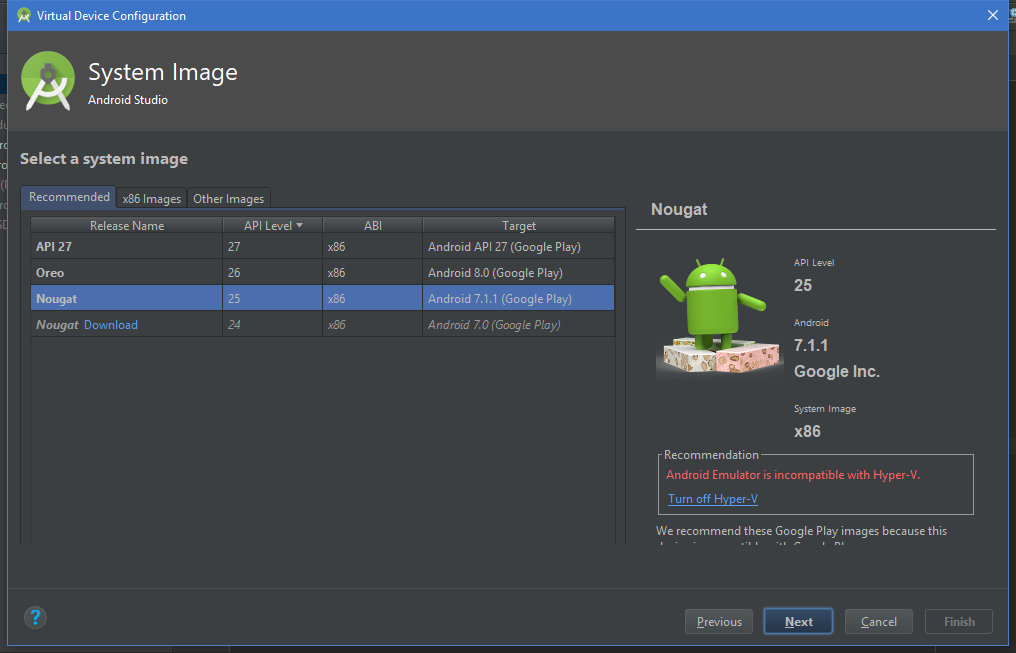 Virtual Device Configuration
System Image
Android Studio
Select a system image
Recommended x86 Images Other Images
Release Name API Level ABI Target
API 27 27 x86 Android API 27 (Google Play)
Oreo 26 x86 Android 8.0 (Google Play)
Nougat 25 x86 Android 7.1.1 (Google Play)
Nougat Download 24 x86 Android 7.0 (Google Play)
Nougat
API Level
25
Android
7.1.1
Google Inc.
System Image
x86
Recommendation
Android Emulator is incompatible with Hyper-V.
Turn off Hyper-V
We recommend these Google Play images because this
? Previous Next Cancel Finish